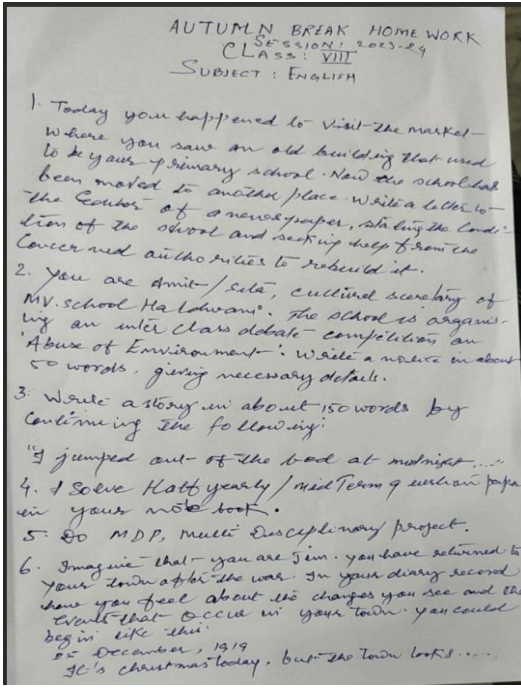 AUTUMN BREAK HOME WORK
SESSION: 2023-24
CLASS: VIII
SUBJECT: ENGLISH
1. Today you happened to visit the market
where you saw an old building that used
to be your primary school. Now the school has
been moved to another place. Write a letter to
the Editor of a newspaper, stating the condi-
tion of the school and seeking help from the
concerned authorities to rebuild it.
2. You are Amit/Gita, cultural secretary of
MV. School Haldwani. The school is organis-
ing an inter class debate competition on
'Abuse of Environment'. Write a notice in about
50 words, giving necessary details.
3. Write a story in about 150 words by
continuing the following:
"I jumped out of the bed at midnight....."
4. Solve Half yearly/mid Term question paper
in your note book.
5. Do MDP, Multi Disciplinary project.
6. Imagine that you are Jim. you have returned to
your town after the war. In your diary record
how you feel about the changes you see and the
events that occur in your town. You could
begin like this:
25 December, 1919
It's christmas today, but the town looks.....